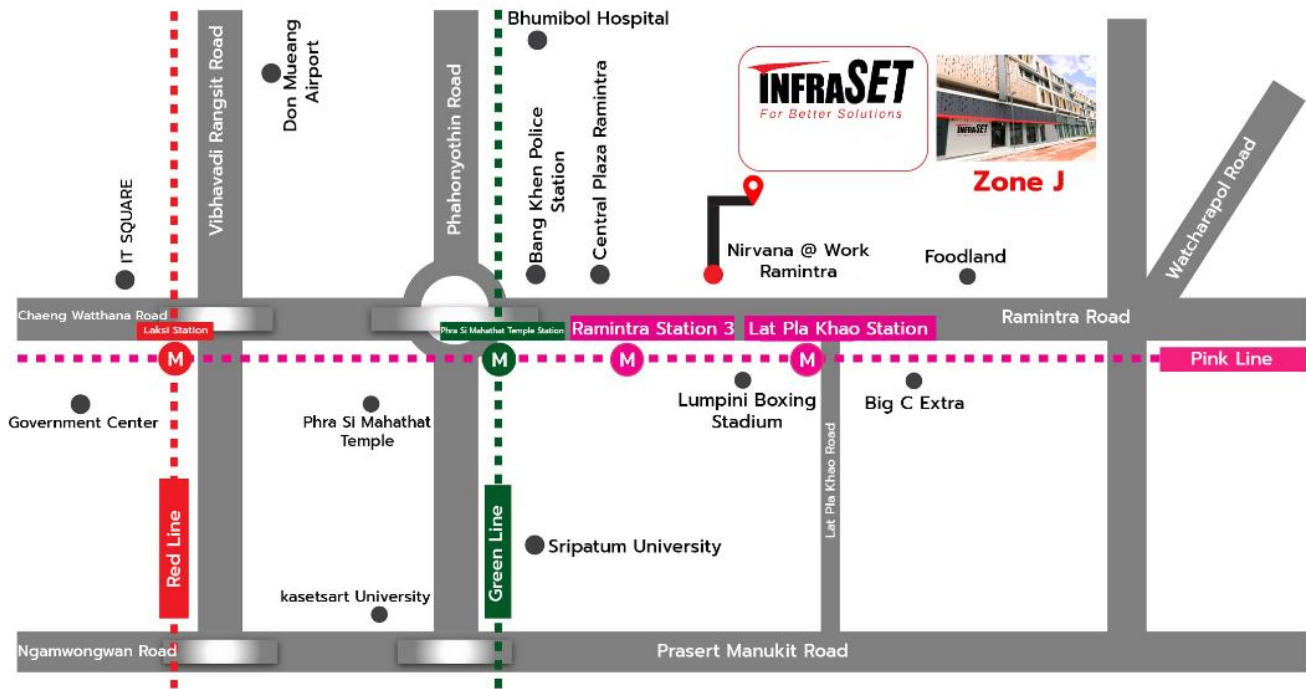 Bhumibol Hospital
Vibhavadi Rangsit Road
Don Mueang
Airport
Phahonyothin Road
Bang Khen Police
Station
Central Plaza Ramintra
INFRASET
For Better Solutions
INFRASET
Zone J
Watcharapol Road
IT SQUARE
Nirvana @ Work
Ramintra
Foodland
Chaeng Watthana Road
Laksi Station
Phra Si Mahathat Temple Station
Ramintra Station 3
Lat Pla Khao Station
Ramintra Road
M
M
M
M
Pink Line
Government Center
Phra Si Mahathat
Temple
Lumpini Boxing
Stadium
Big C Extra
Lat Pla Khao Road
Red Line
Green Line
Sripatum University
kasetsart University
Ngamwongwan Road
Prasert Manukit Road